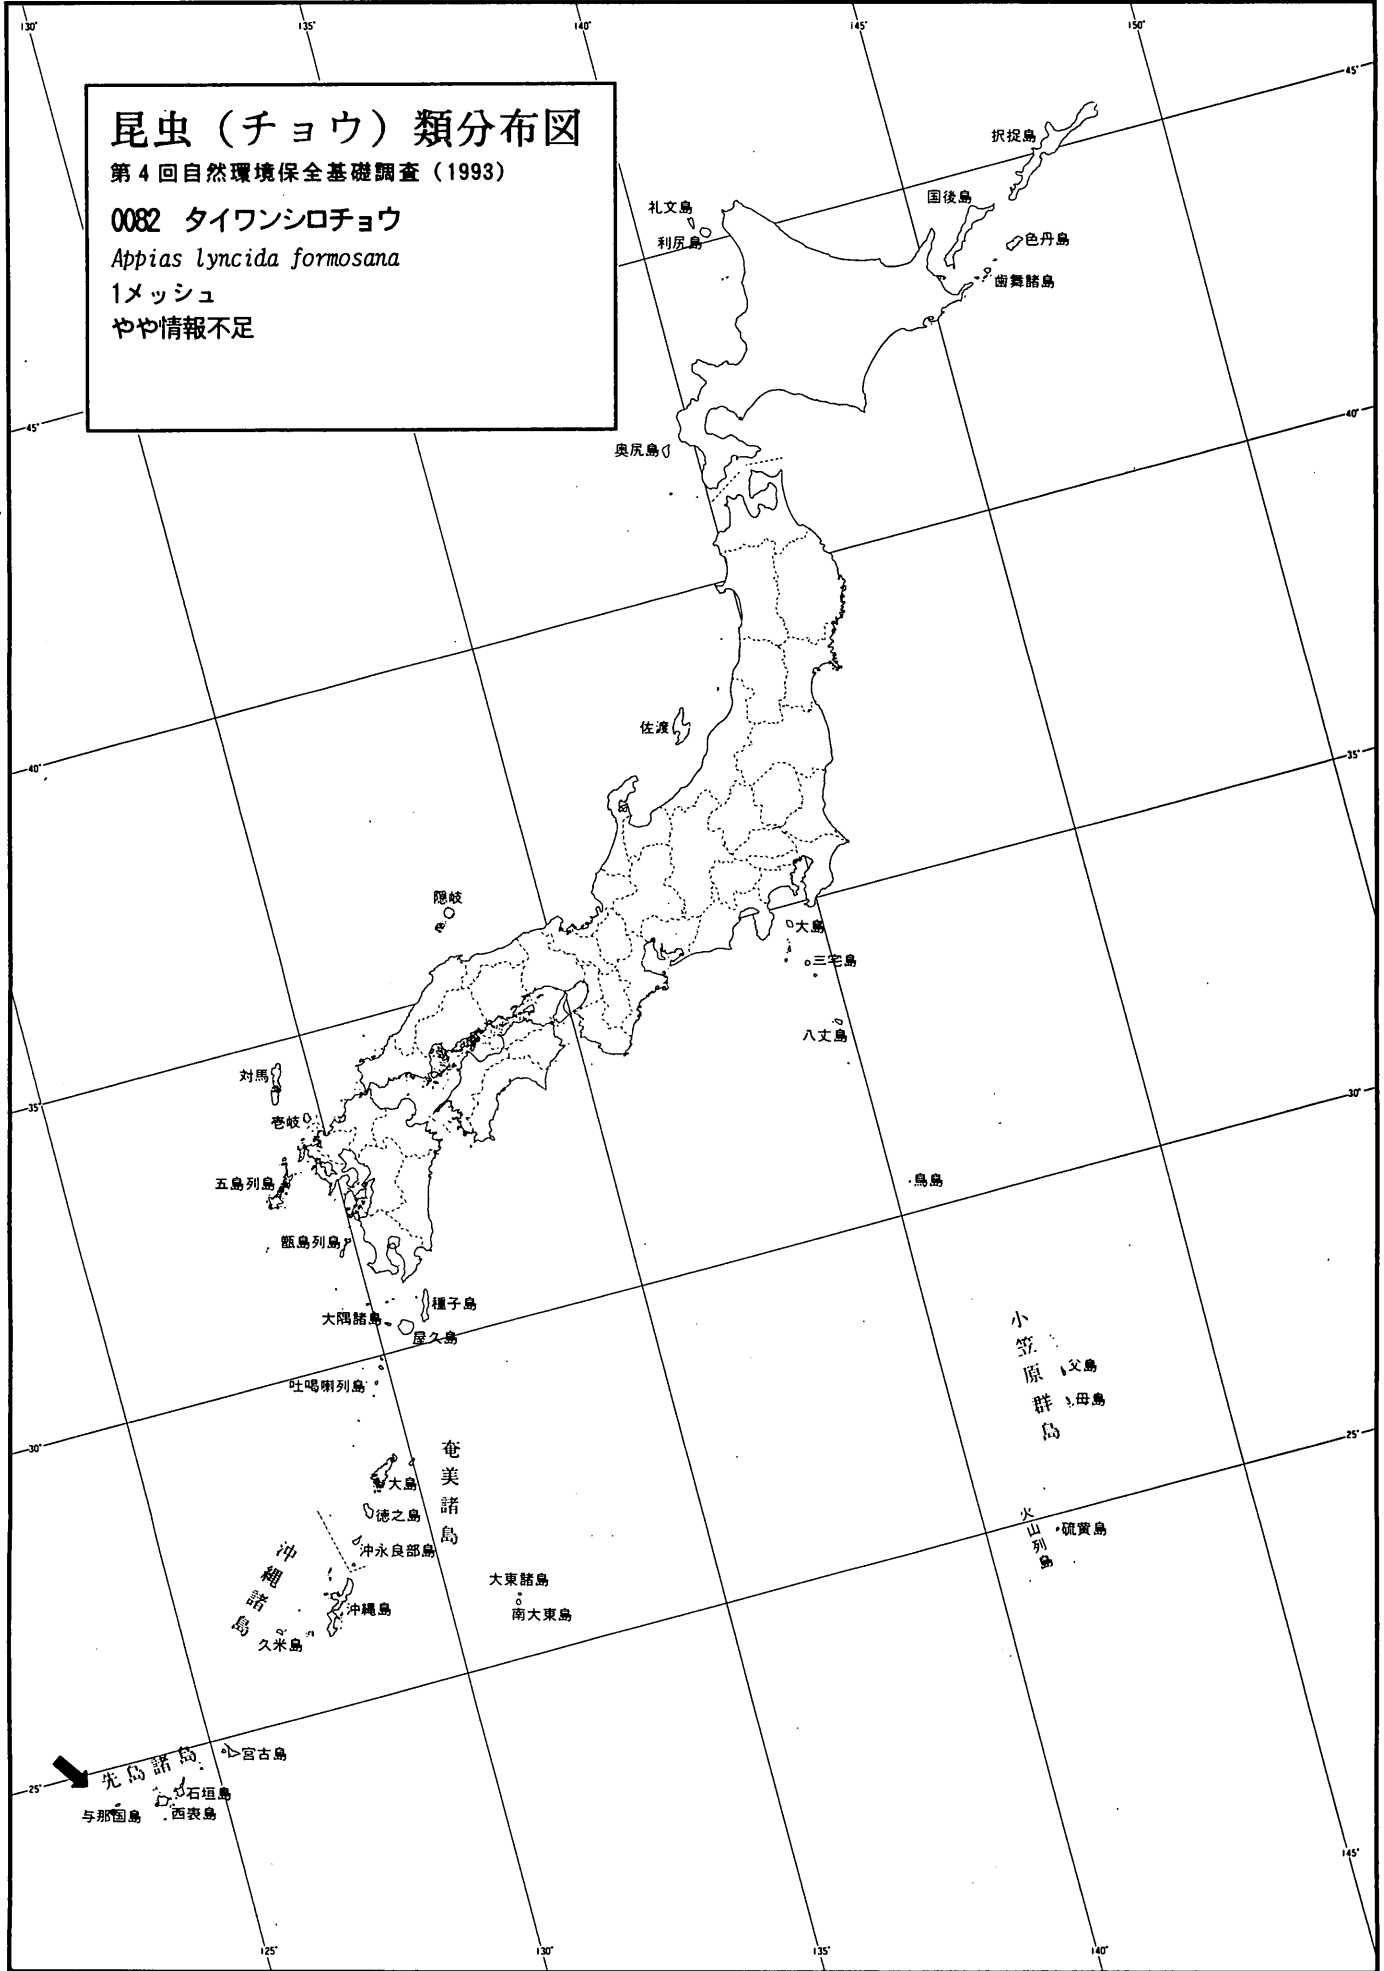 130°
135°
140°
145°
150°
昆虫（チョウ）類分布図
第4回自然環境保全基礎調査（1993）
0082 タイワンシロチョウ
Appias lyncida formosana
1メッシュ
やや情報不足
45°
択捉島
国後島
礼文島
利尻島
色丹島
歯舞諸島
45°
40°
奥尻島
佐渡
40°
35°
隠岐
大島
三宅島
八丈島
対馬
35°
壱岐
30°
五島列島
鳥島
甑島列島
種子島
大隅諸島
屋久島
小笠原群島
父島
吐噶喇列島
母島
30°
25°
奄美諸島
大島
徳之島
火山列島
硫黄島
沖永良部島
沖縄諸島
大東諸島
南大東島
沖縄島
久米島
先島諸島
宮古島
25°
石垣島
与那国島
西表島
145°
125°
130°
135°
140°